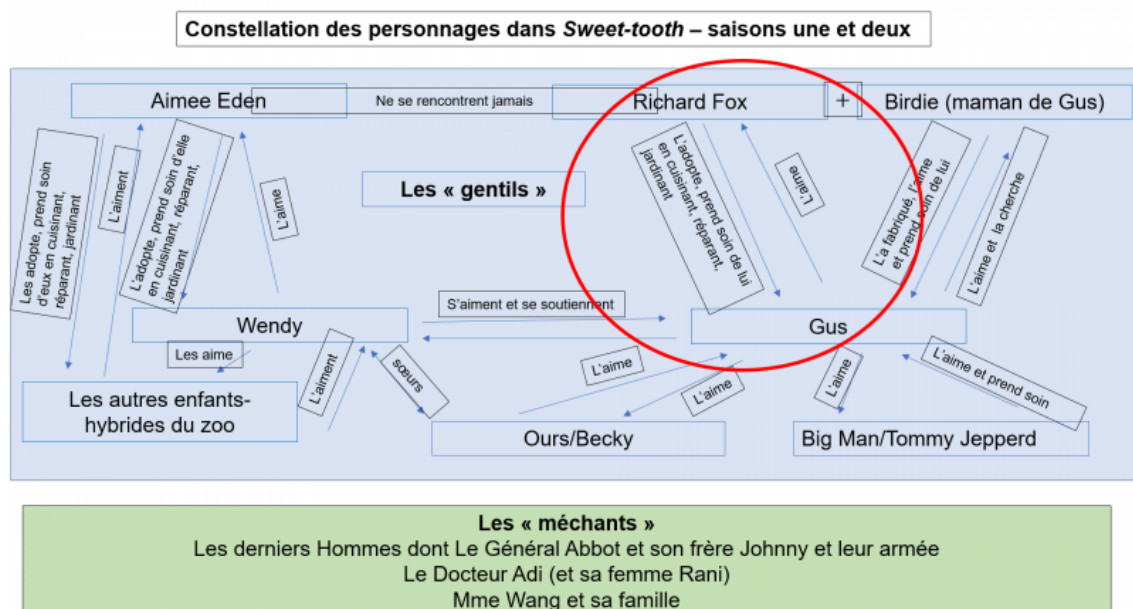 Constellation des personnages dans Sweet-tooth – saisons une et deux
Aimee Eden
Ne se rencontrent jamais
Richard Fox
+
Birdie (maman de Gus)
Les adopte, prend soin
d'eux en cuisinant,
réparant, jardinant
L'aiment
L'adopte, prend soin d'elle
en cuisinant, réparant,
jardinant
L'aime
Les « gentils »
L'adopte, prend soin de lui
en cuisinant, réparant,
jardinant
L'aime
L'a fabriqué, l'aime
et prend soin de lui
L'aime et la cherche
Wendy
S'aiment et se soutiennent
Gus
Les aime
L'aiment
sœurs
L'aime
L'aime
L'aime
L'aime et prend soin
Les autres enfants-
hybrides du zoo
Ours/Becky
Big Man/Tommy Jepperd
Les « méchants »
Les derniers Hommes dont Le Général Abbot et son frère Johnny et leur armée
Le Docteur Adi (et sa femme Rani)
Mme Wang et sa famille